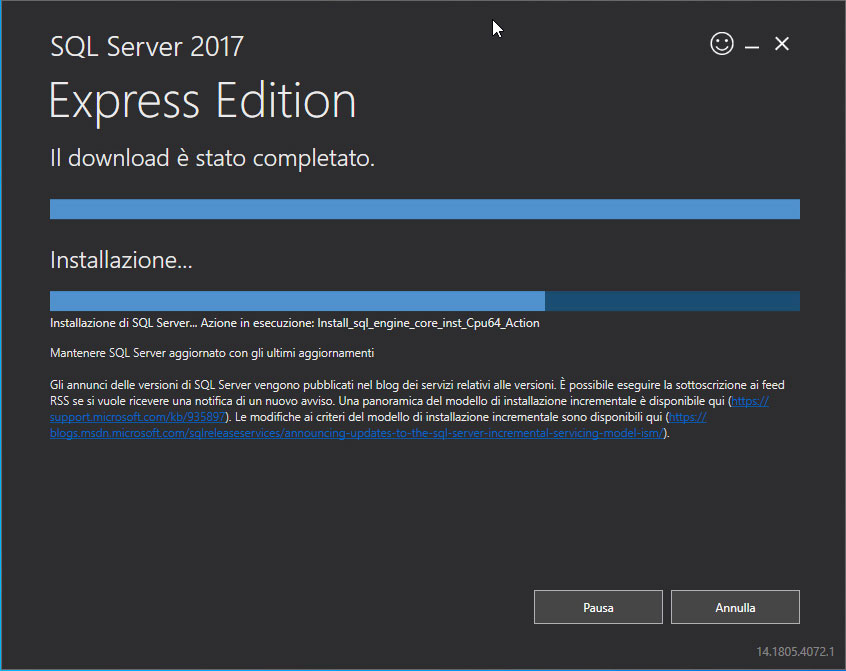 SQL Server 2017
Express Edition
Il download è stato completato.
Installazione...
Installazione di SQL Server... Azione in esecuzione: Install_sql_engine_core_inst_Cpu64_Action
Mantenere SQL Server aggiornato con gli ultimi aggiornamenti
Gli annunci delle versioni di SQL Server vengono pubblicati nel blog dei servizi relativi alle versioni. È possibile eseguire la sottoscrizione ai feed
RSS se si vuole ricevere una notifica di un nuovo avviso. Una panoramica del modello di installazione incrementale è disponibile qui (https://
support.microsoft.com/kb/935897). Le modifiche ai criteri del modello di installazione incrementale sono disponibili qui (https://
blogs.msdn.microsoft.com/sqlreleaseservices/announcing-updates-to-the-sql-server-incremental-servicing-model-ism/).
Pausa
Annulla
14.1805.4072.1